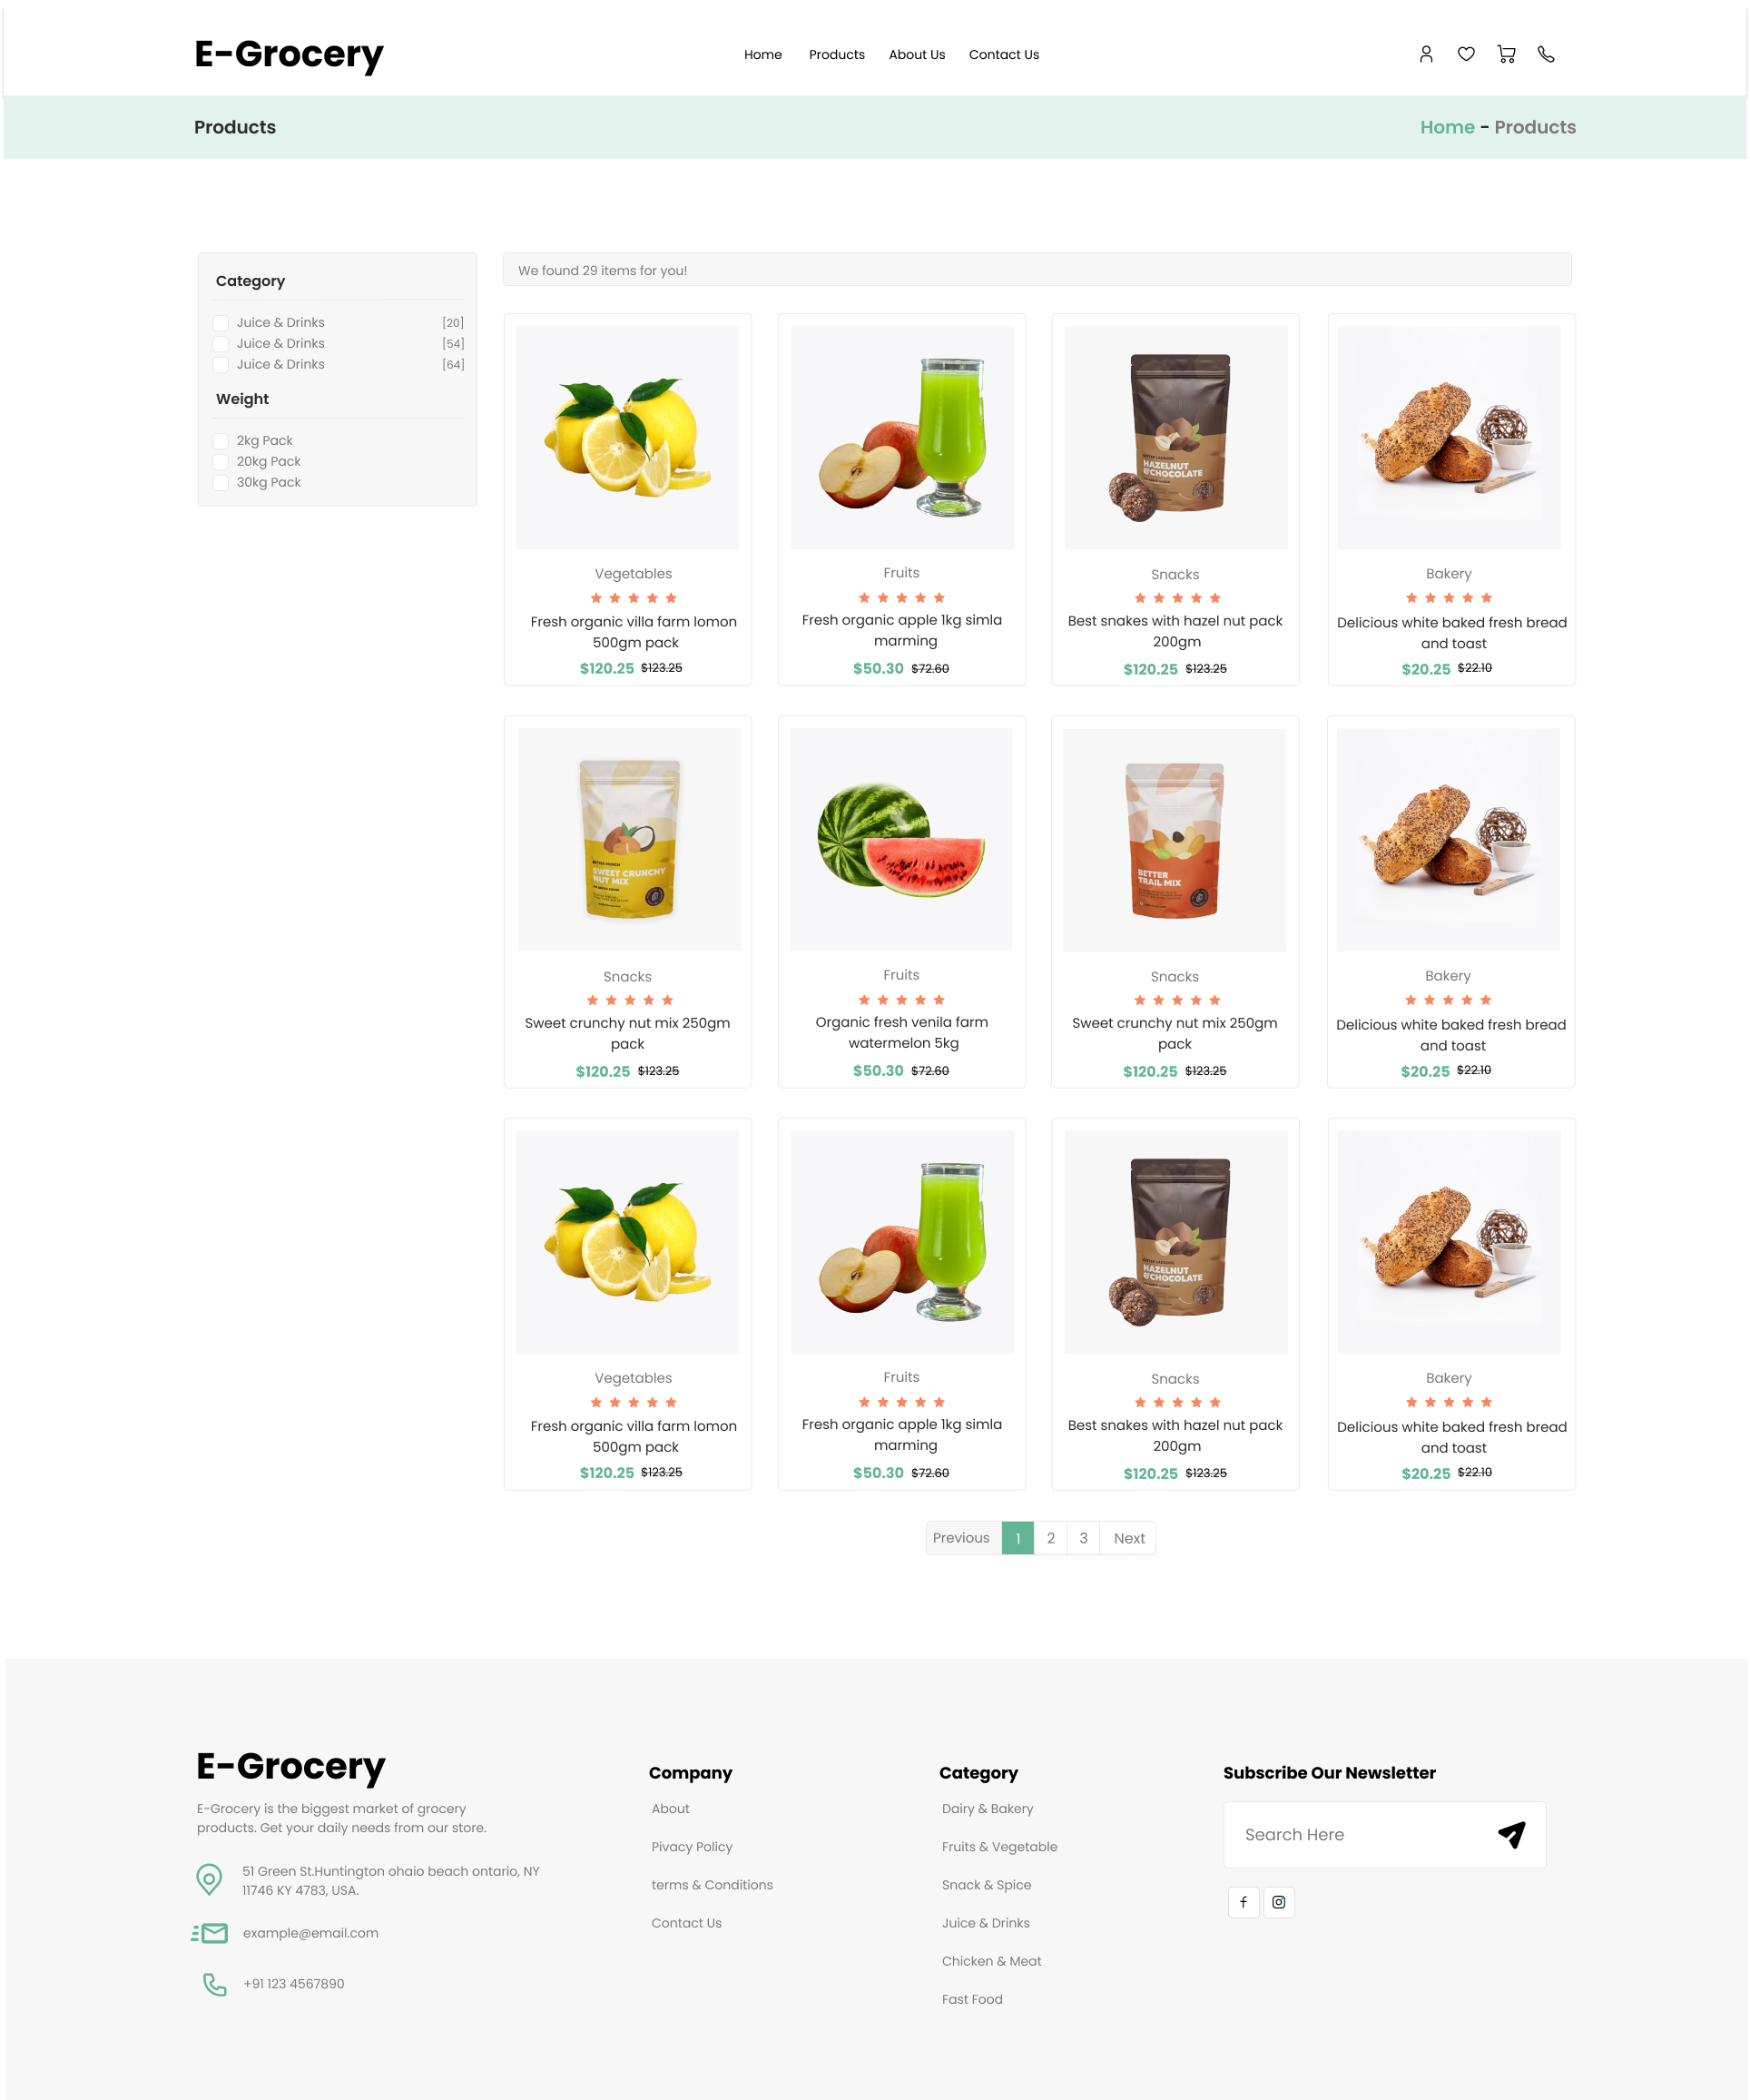 E-Grocery
Home Products About Us Contact Us
Products
Home - Products
Category
Juice & Drinks [20]
Juice & Drinks [54]
Juice & Drinks [64]
Weight
2kg Pack
20kg Pack
30kg Pack
We found 29 items for you!
HAZELNUT
&CHOCOLATE
Vegetables
Fresh organic villa farm lomon
500gm pack
$120.25 $123.25
Fruits
Fresh organic apple 1kg simla
marming
$50.30 $72.60
Snacks
Best snakes with hazel nut pack
200gm
$120.25 $123.25
Bakery
Delicious white baked fresh bread
and toast
$20.25 $22.10
SWEET CRUNCHY
NUT MIX
BETTER
TRAIL MIX
Snacks
Sweet crunchy nut mix 250gm
pack
$120.25 $123.25
Fruits
Organic fresh venila farm
watermelon 5kg
$50.30 $72.60
Snacks
Sweet crunchy nut mix 250gm
pack
$120.25 $123.25
Bakery
Delicious white baked fresh bread
and toast
$20.25 $22.10
HAZELNUT
&CHOCOLATE
Vegetables
Fresh organic villa farm lomon
500gm pack
$120.25 $123.25
Fruits
Fresh organic apple 1kg simla
marming
$50.30 $72.60
Snacks
Best snakes with hazel nut pack
200gm
$120.25 $123.25
Bakery
Delicious white baked fresh bread
and toast
$20.25 $22.10
Previous 1 2 3 Next
E-Grocery
E-Grocery is the biggest market of grocery
products. Get your daily needs from our store.
51 Green St.Huntington ohaio beach ontario, NY
11746 KY 4783, USA.
example@email.com
+91 123 4567890
Company
About
Pivacy Policy
terms & Conditions
Contact Us
Category
Dairy & Bakery
Fruits & Vegetable
Snack & Spice
Juice & Drinks
Chicken & Meat
Fast Food
Subscribe Our Newsletter
Search Here